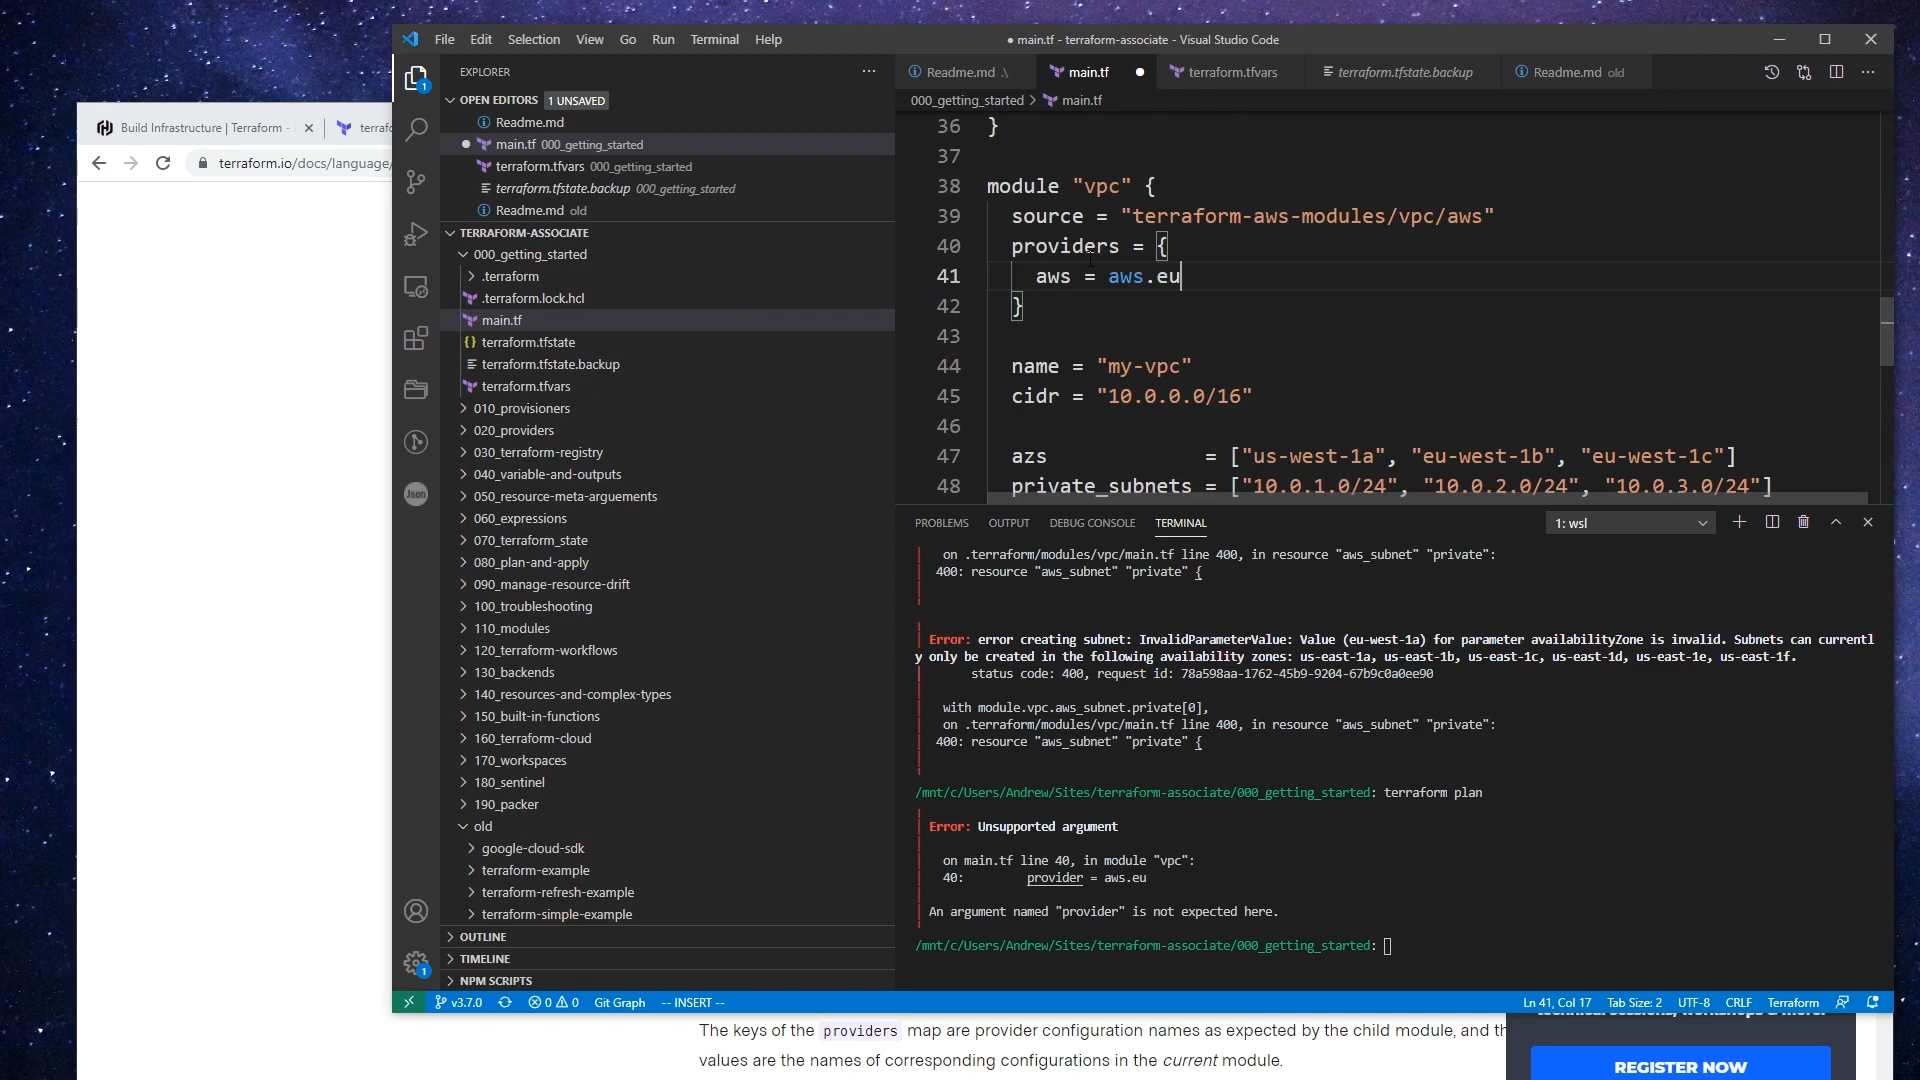 File Edit Selection View Go Run Terminal Help
● main.tf - terraform-associate - Visual Studio Code
Build Infrastructure | Terraform -
terraform.io/docs/language/
EXPLORER
OPEN EDITORS 1 UNSAVED
Readme.md
main.tf 000_getting_started
terraform.tfvars 000_getting_started
terraform.tfstate.backup 000_getting_started
Readme.md old
TERRAFORM-ASSOCIATE
000_getting_started
.terraform
.terraform.lock.hcl
main.tf
terraform.tfstate
terraform.tfstate.backup
terraform.tfvars
010_provisioners
020_providers
030_terraform-registry
040_variable-and-outputs
050_resource-meta-arguements
060_expressions
070_terraform_state
080_plan-and-apply
090_manage-resource-drift
100_troubleshooting
110_modules
120_terraform-workflows
130_backends
140_resources-and-complex-types
150_built-in-functions
160_terraform-cloud
170_workspaces
180_sentinel
190_packer
old
google-cloud-sdk
terraform-example
terraform-refresh-example
terraform-simple-example
OUTLINE
TIMELINE
NPM SCRIPTS
Readme.md .\ main.tf terraform.tfvars terraform.tfstate.backup Readme.md old
000_getting_started > main.tf
36 }
37
38 module "vpc" {
39 source = "terraform-aws-modules/vpc/aws"
40 providers = {
41 aws = aws.eu
42 }
43
44 name = "my-vpc"
45 cidr = "10.0.0.0/16"
46
47 azs = ["us-west-1a", "eu-west-1b", "eu-west-1c"]
48 private_subnets = ["10.0.1.0/24", "10.0.2.0/24", "10.0.3.0/24"]
PROBLEMS OUTPUT DEBUG CONSOLE TERMINAL 1: wsl
on .terraform/modules/vpc/main.tf line 400, in resource "aws_subnet" "private":
400: resource "aws_subnet" "private" {
Error: error creating subnet: InvalidParameterValue: Value (eu-west-1a) for parameter availabilityZone is invalid. Subnets can currentl
y only be created in the following availability zones: us-east-1a, us-east-1b, us-east-1c, us-east-1d, us-east-1e, us-east-1f.
status code: 400, request id: 78a598aa-1762-45b9-9204-67b9c0a0ee90
with module.vpc.aws_subnet.private[0],
on .terraform/modules/vpc/main.tf line 400, in resource "aws_subnet" "private":
400: resource "aws_subnet" "private" {
/mnt/c/Users/Andrew/Sites/terraform-associate/000_getting_started: terraform plan
Error: Unsupported argument
on main.tf line 40, in module "vpc":
40: provider = aws.eu
An argument named "provider" is not expected here.
/mnt/c/Users/Andrew/Sites/terraform-associate/000_getting_started:
v3.7.0 0 0 Git Graph -- INSERT -- Ln 41, Col 17 Tab Size: 2 UTF-8 CRLF Terraform
The keys of the providers map are provider configuration names as expected by the child module, and
values are the names of corresponding configurations in the current module.
REGISTER NOW
Json